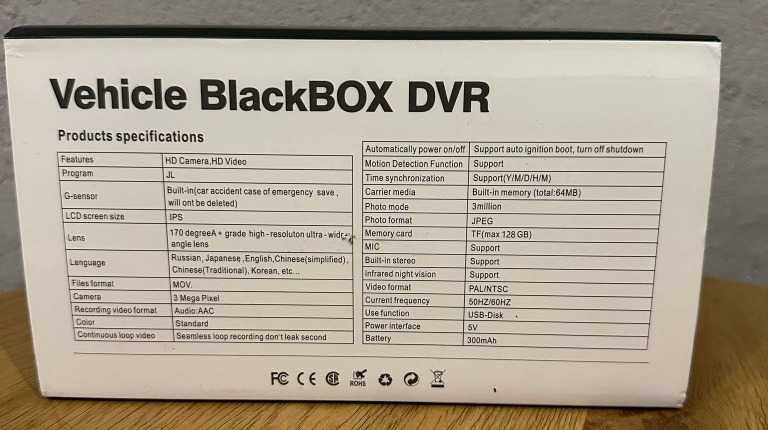 Vehicle BlackBOX DVR
Products specifications
Features HD Camera,HD Video
Program JL
G-sensor Built-in(car accident case of emergency save ,
will ont be deleted)
LCD screen size IPS
Lens 170 degreeA+ grade high-resoluton ultra-wide-
angle lens
Language Russian, Japanese ,English,Chinese(simplified),
Chinese(Traditional), Korean, etc...
Files format MOV.
Camera 3 Mega Pixel
Recording video format Audio:AAC
Color Standard
Continuous loop video Seamless loop recording don't leak second
Automatically power on/off Support auto ignition boot, turn off shutdown
Motion Detection Function Support
Time synchronization Support(Y/M/D/H/M)
Carrier media Built-in memory (total:64MB)
Photo mode 3million
Photo format JPEG
Memory card TF(max 128 GB)
MIC Support
Built-in stereo Support
Infrared night vision Support
Video format PAL/NTSC
Current frequency 50HZ/60HZ
Use function USB-Disk
Power interface 5V
Battery 300mAh
FC CE ROHS